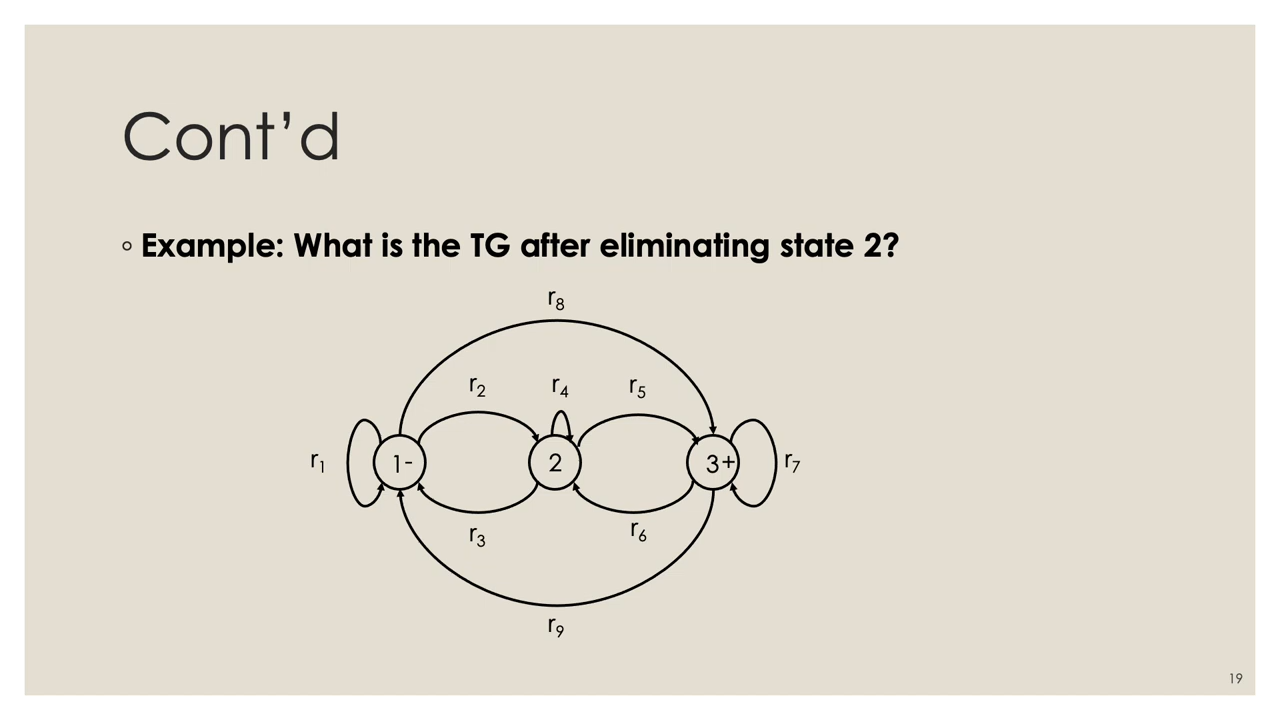 Cont’d
◦ Example: What is the TG after eliminating state 2?
r8
r2 r4 r5
r1 1- 2 3+ r7
r3 r6
r9
19